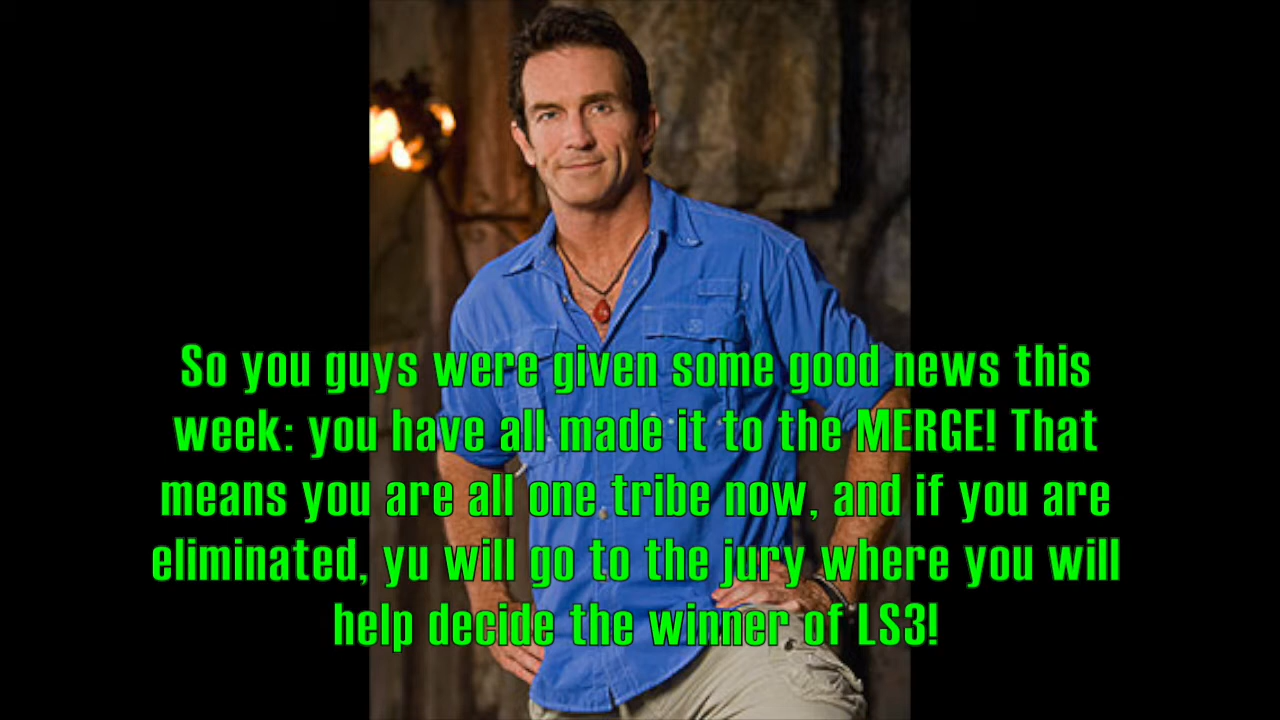 So you guys were given some good news this
week: you have all made it to the MERGE! That
means you are all one tribe now, and if you are
eliminated, yu will go to the jury where you will
help decide the winner of LS3!